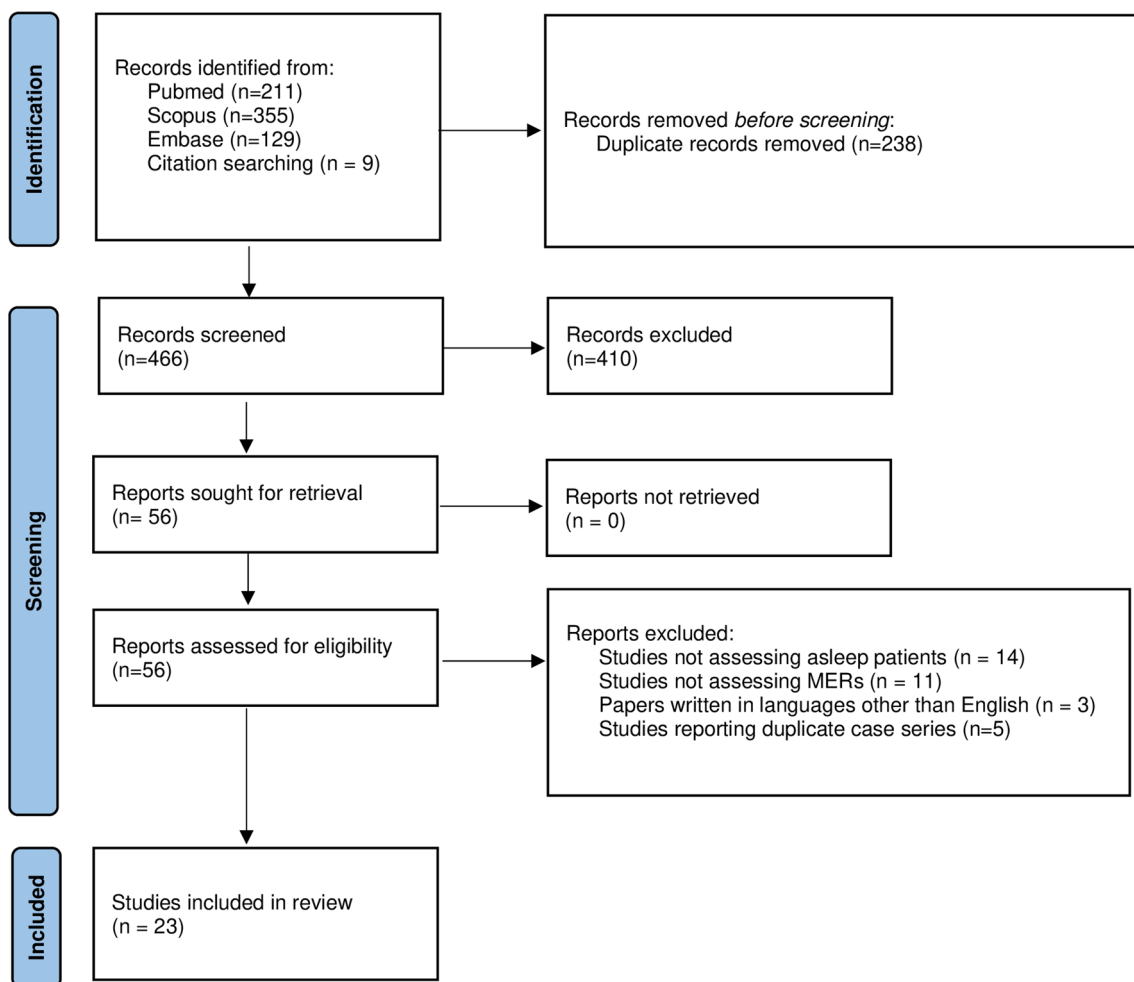 Identification
Records identified from:
Pubmed (n=211)
Scopus (n=355)
Embase (n=129)
Citation searching (n = 9)
Records removed before screening:
Duplicate records removed (n=238)
Screening
Records screened
(n=466)
Records excluded
(n=410)
Reports sought for retrieval
(n= 56)
Reports not retrieved
(n = 0)
Reports assessed for eligibility
(n=56)
Reports excluded:
Studies not assessing asleep patients (n = 14)
Studies not assessing MERs (n = 11)
Papers written in languages other than English (n = 3)
Studies reporting duplicate case series (n=5)
Included
Studies included in review
(n = 23)